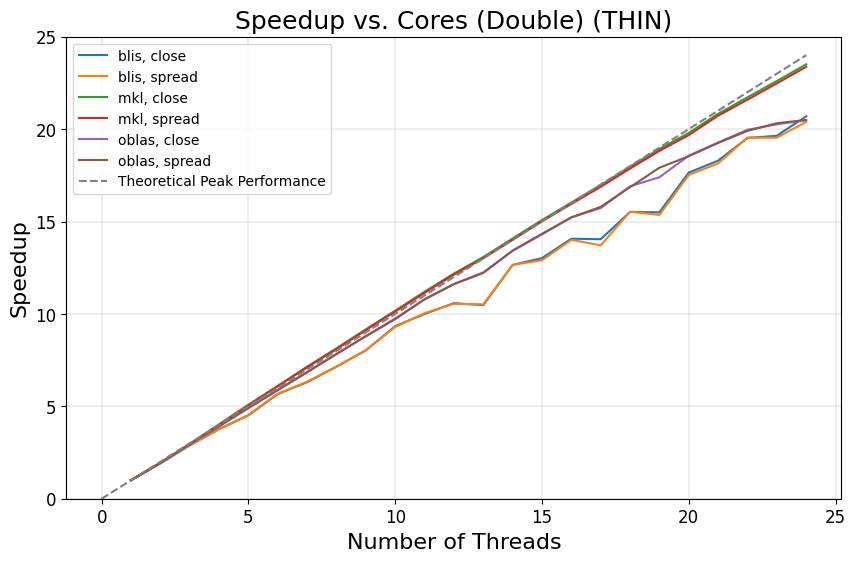 Speedup vs. Cores (Double) (THIN)
25
20
15
10
5
0
Speedup
blis, close
blis, spread
mkl, close
mkl, spread
oblas, close
oblas, spread
Theoretical Peak Performance
0 5 10 15 20 25
Number of Threads